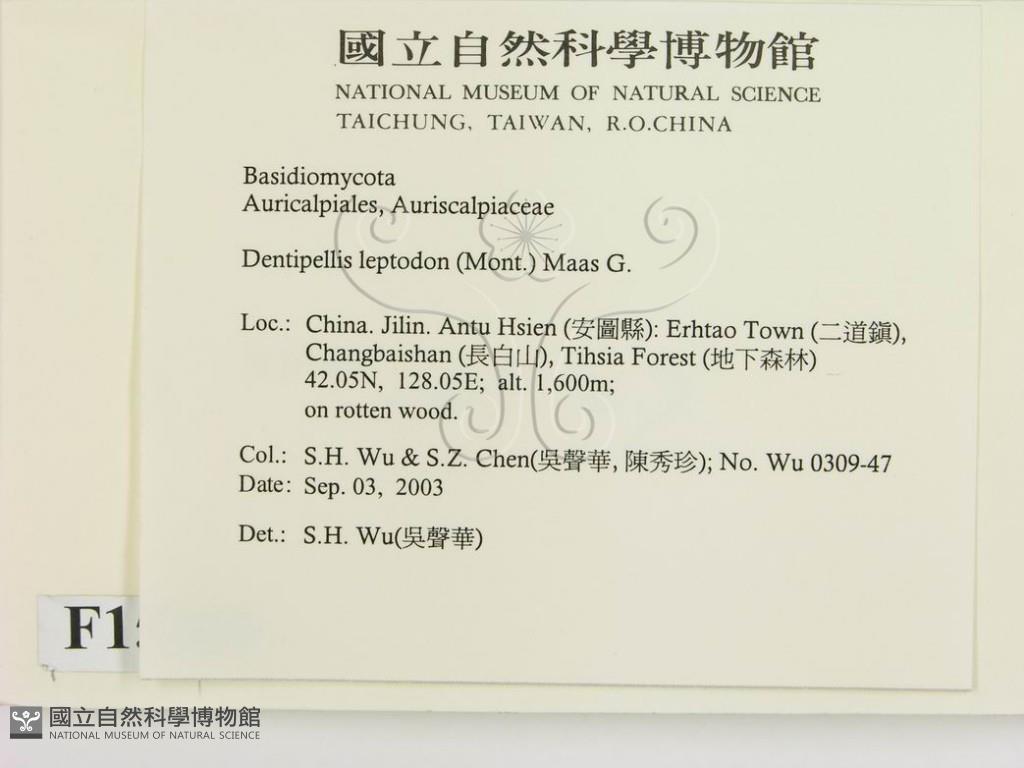 國立自然科學博物館
NATIONAL MUSEUM OF NATURAL SCIENCE
TAICHUNG, TAIWAN, R.O.CHINA
Basidiomycota
Auricalpiales, Auriscalpiaceae
Dentipellis leptodon (Mont.) Maas G.
Loc.: China. Jilin. Antu Hsien (安圖縣): Erhtao Town (二道鎭),
Changbaishan (長白山), Tihsia Forest (地下森林)
42.05N, 128.05E; alt. 1,600m;
on rotten wood.
Col.: S.H. Wu & S.Z. Chen(吳聲華, 陳秀珍); No. Wu 0309-47
Date: Sep. 03, 2003
Det.: S.H. Wu(吳聲華)
F1
國立自然科學博物館
NATIONAL MUSEUM OF NATURAL SCIENCE